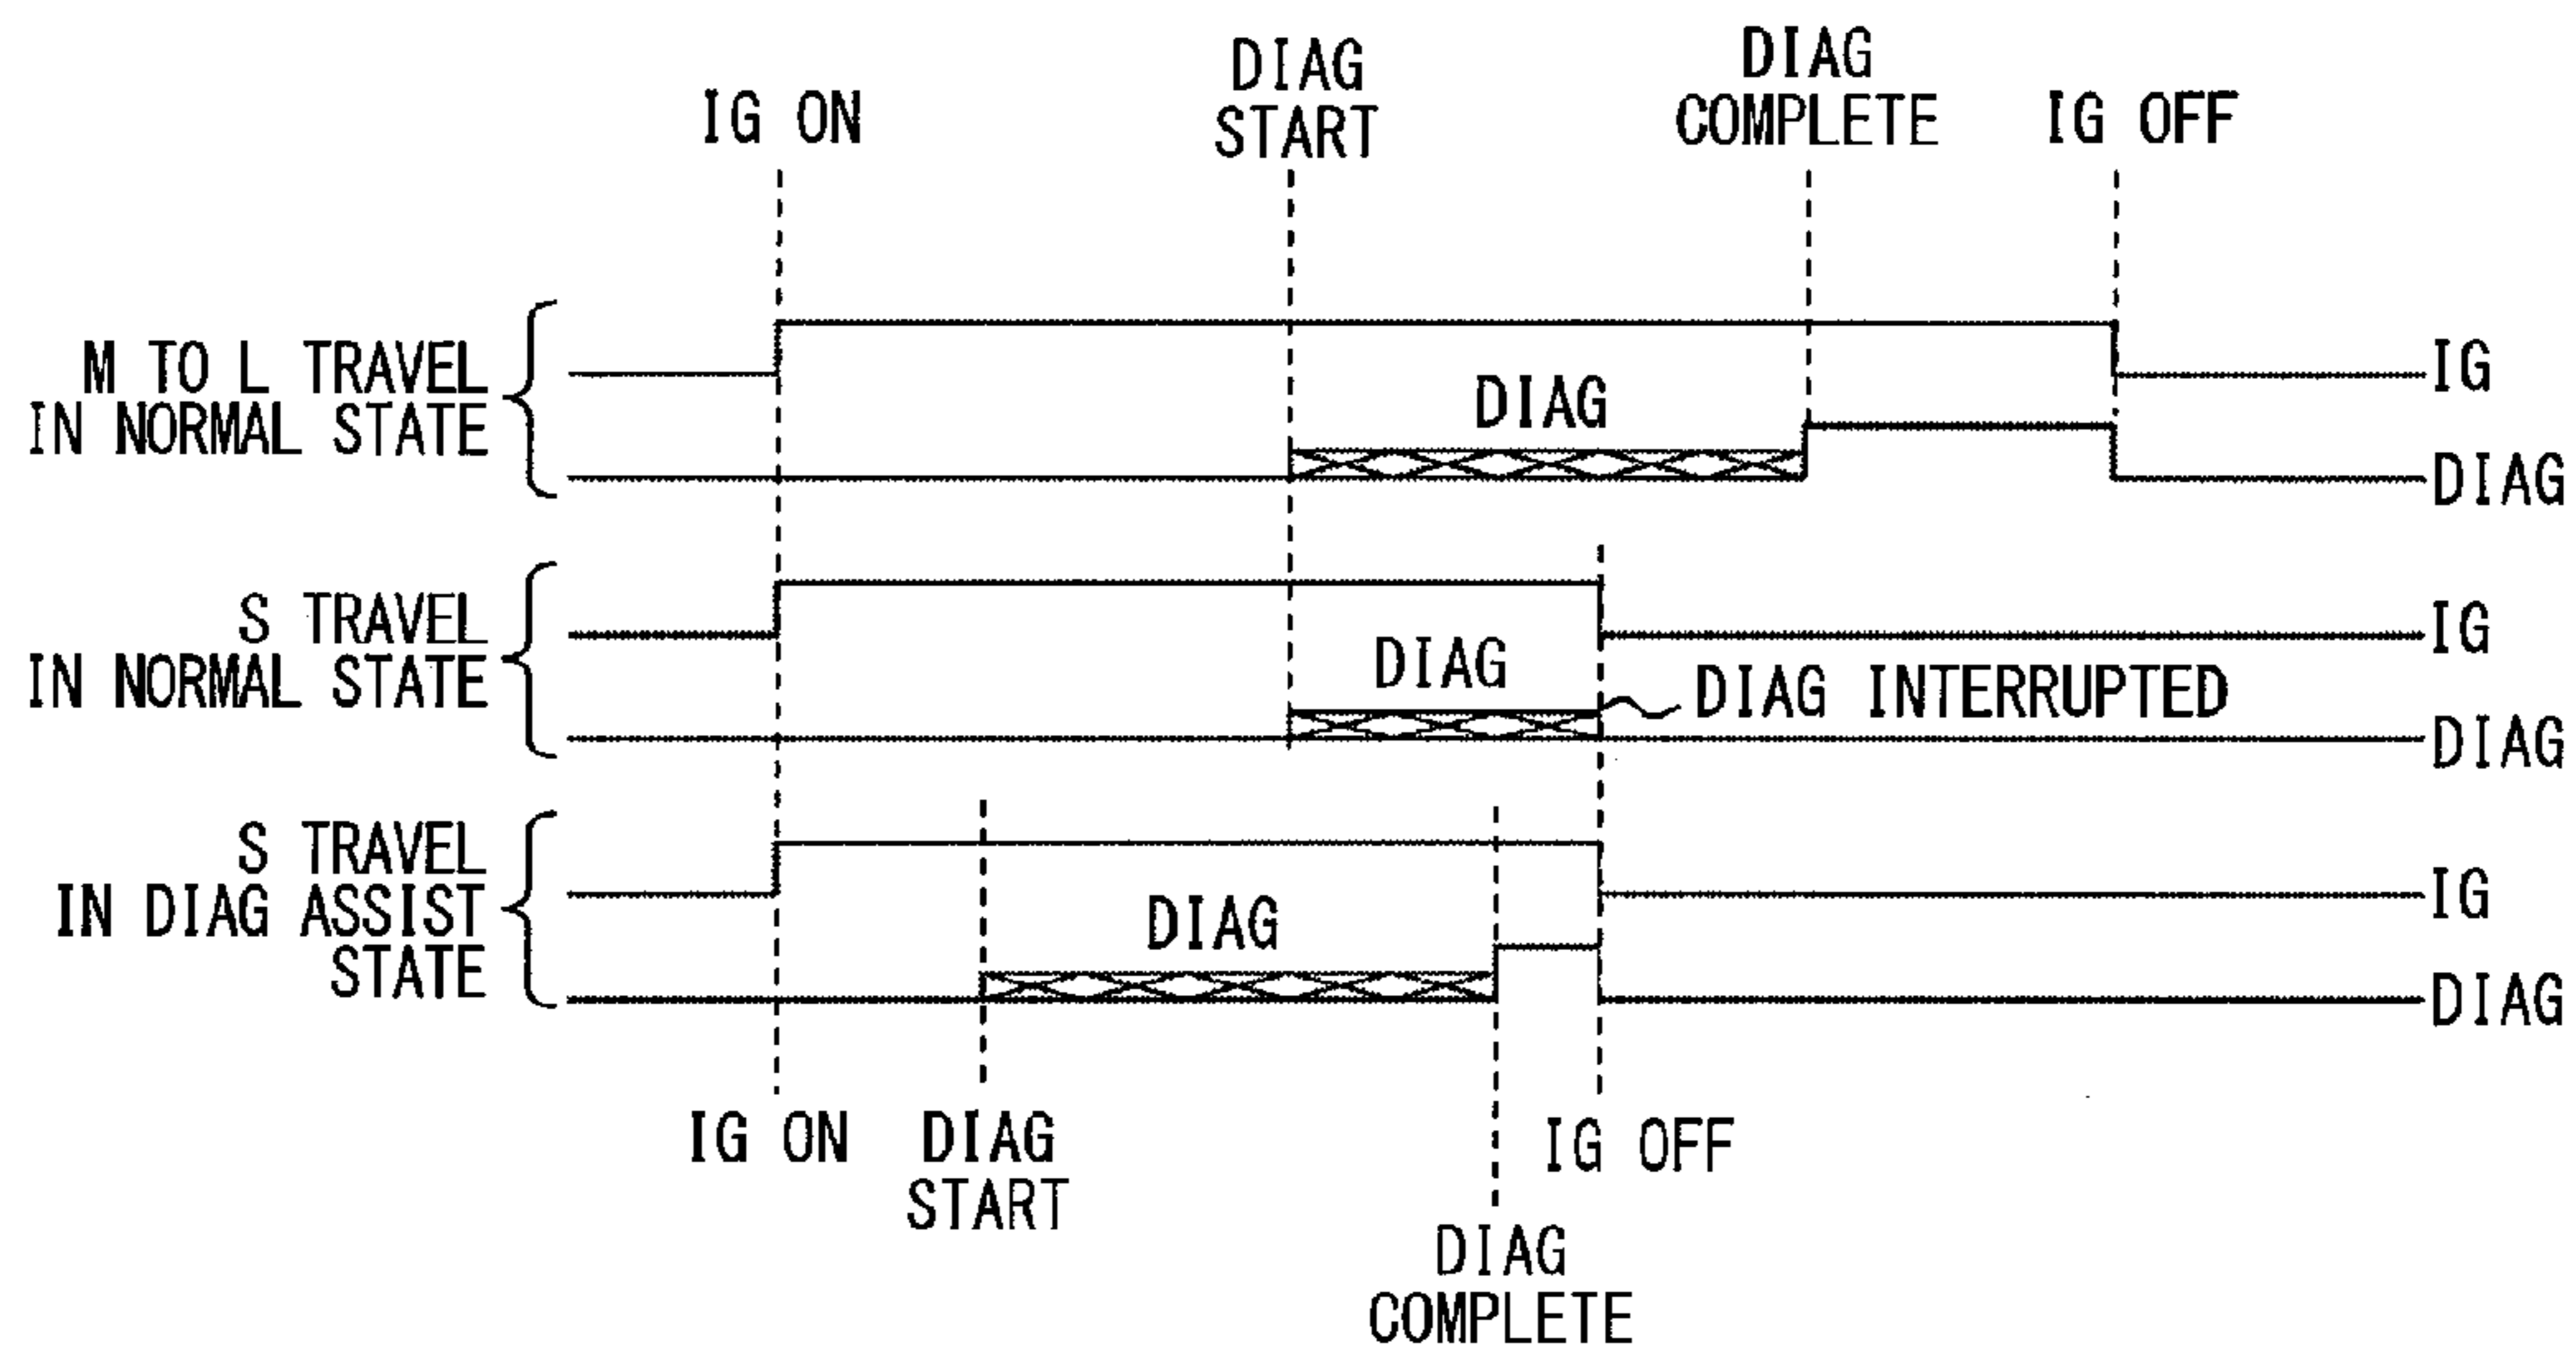 IG ON
DIAG
START
DIAG
COMPLETE
IG OFF
M TO L TRAVEL
IN NORMAL STATE
DIAG
IG
DIAG
S TRAVEL
IN NORMAL STATE
DIAG
IG
DIAG INTERRUPTED
DIAG
S TRAVEL
IN DIAG ASSIST
STATE
DIAG
IG
DIAG
IG ON
DIAG
START
IG OFF
DIAG
COMPLETE